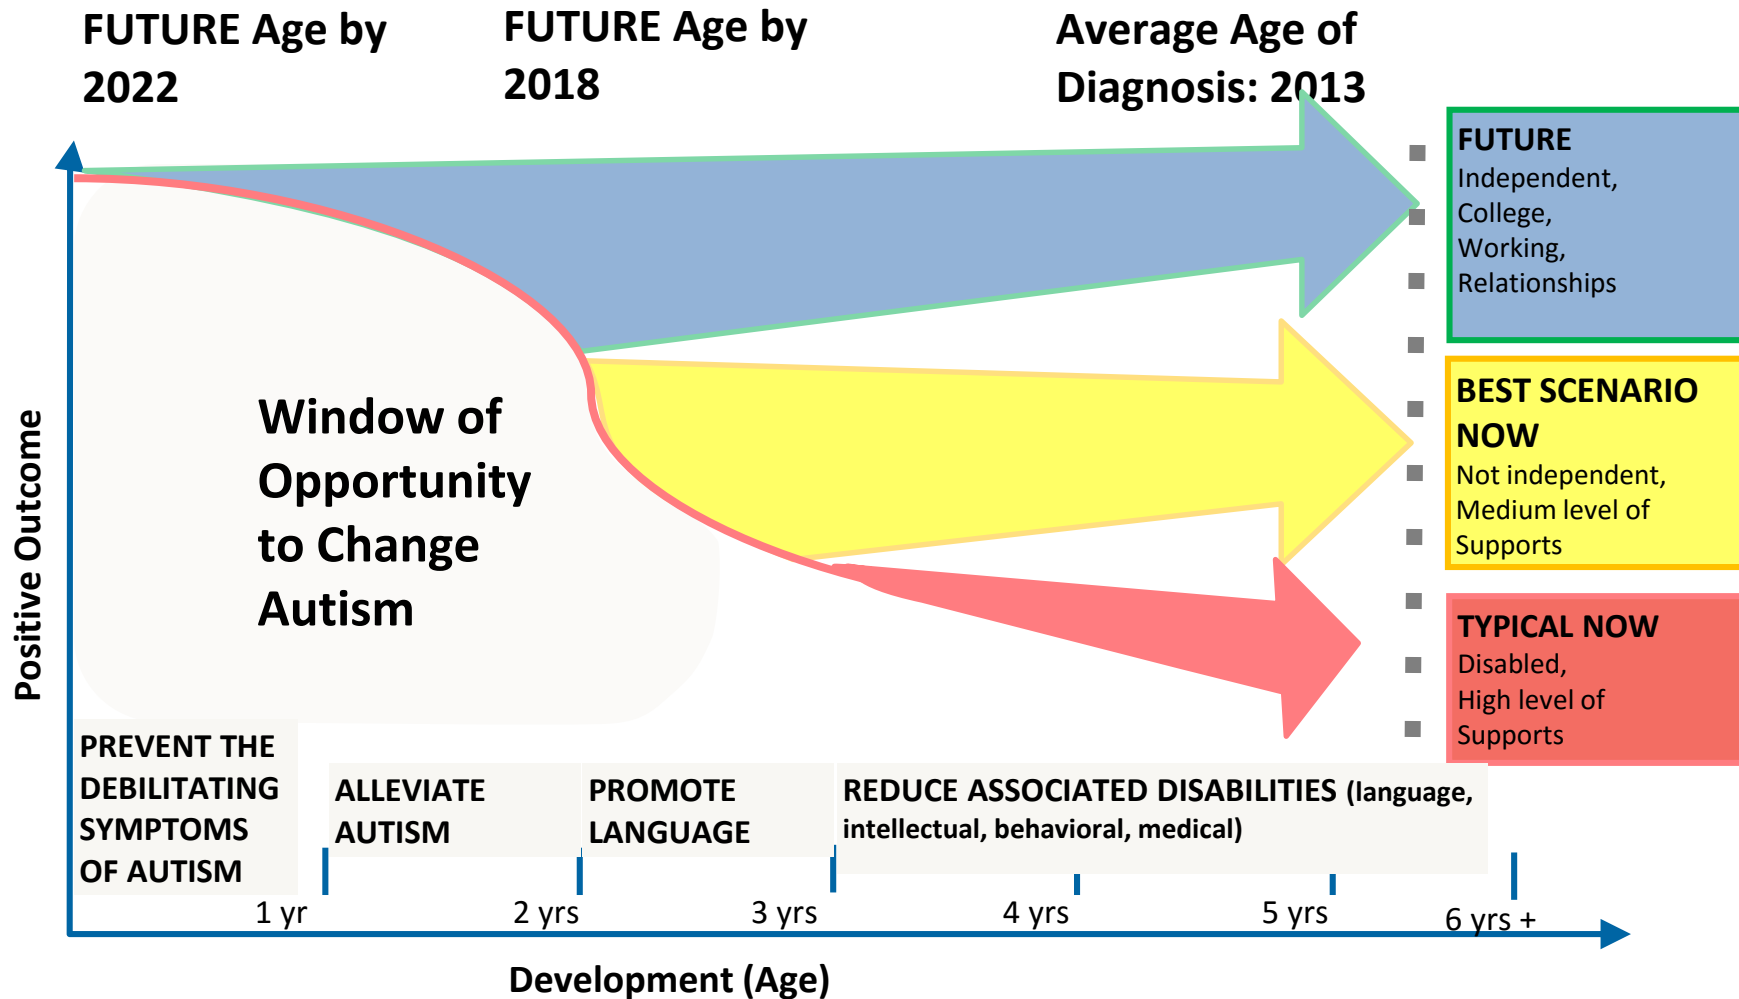 FUTURE Age by
2022
FUTURE Age by
2018
Average Age of
Diagnosis: 2013
FUTURE
Independent,
College,
Working,
Relationships
BEST SCENARIO
NOW
Not independent,
Medium level of
Supports
TYPICAL NOW
Disabled,
High level of
Supports
Positive Outcome
Window of
Opportunity
to Change
Autism
PREVENT THE
DEBILITATING
SYMPTOMS
OF AUTISM
ALLEVIATE
AUTISM
PROMOTE
LANGUAGE
REDUCE ASSOCIATED DISABILITIES (language,
intellectual, behavioral, medical)
1 yr
2 yrs
3 yrs
4 yrs
5 yrs
6 yrs +
Development (Age)